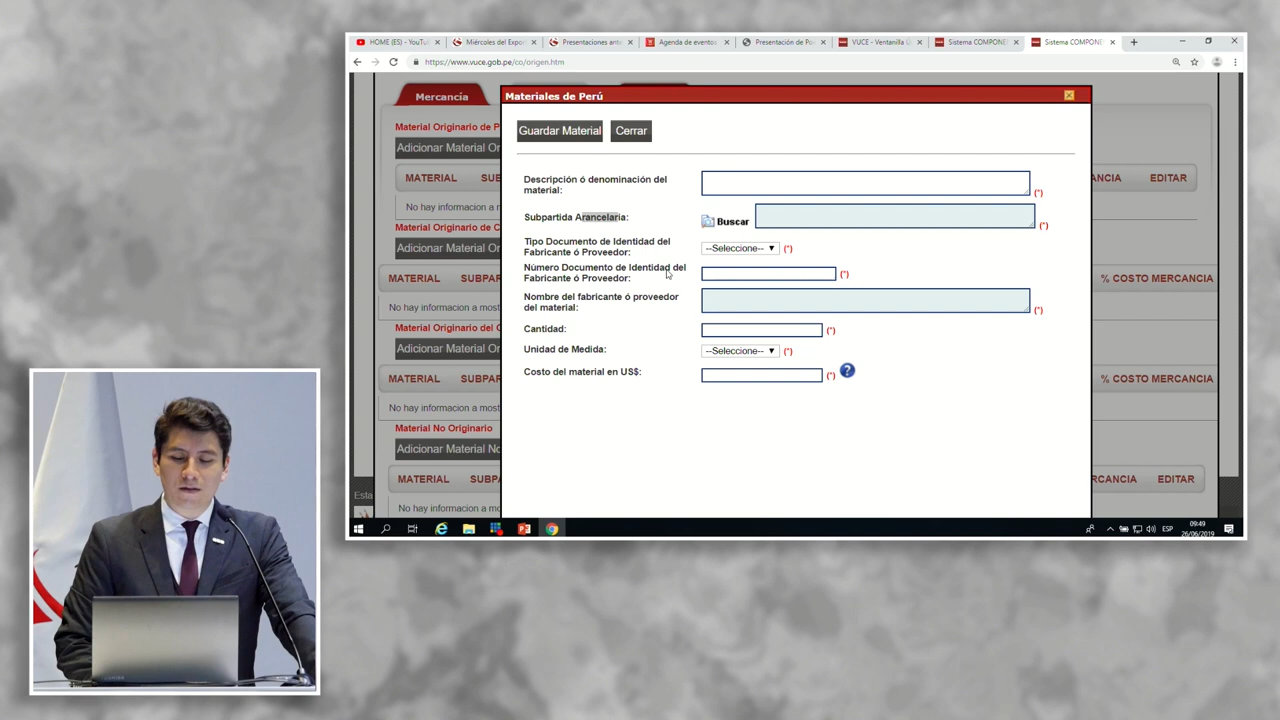 HOME (ES) - YouTu
Miércoles del Expo
Presentaciones ant
Agenda de eventos
Presentación de Po
VUCE - Ventanilla U
Sistema COMPONE
Sistema COMPONE
https://www.vuce.gob.pe/co/origen.htm
Mercancía
Materiales de Perú
Material Originario de P
Adicionar Material Or
Guardar Material
Cerrar
MATERIAL
SUB
ANCIA
EDITAR
Descripción ó denominación del
material:
(*)
No hay informacion a
Subpartida Arancelaria:
Buscar
(*)
Material Originario de C
Adicionar Material Or
Tipo Documento de Identidad del
Fabricante ó Proveedor:
--Seleccione--
(*)
MATERIAL
SUBPAR
% COSTO MERCANCIA
Número Documento de Identidad del
Fabricante ó Proveedor:
(*)
No hay informacion a mos
Nombre del fabricante ó proveedor
del material:
(*)
Material Originario del C
Adicionar Material Or
Cantidad:
(*)
Unidad de Medida:
--Seleccione--
(*)
MATERIAL
SUBPAR
% COSTO MERCANCIA
Costo del material en US$:
(*)
?
No hay informacion a most
Material No Originario
Adicionar Material No
MATERIAL
SUBPA
RCANCIA
EDITAR
Esta
No hay informacion a mos
ESP
09:49
26/06/2019